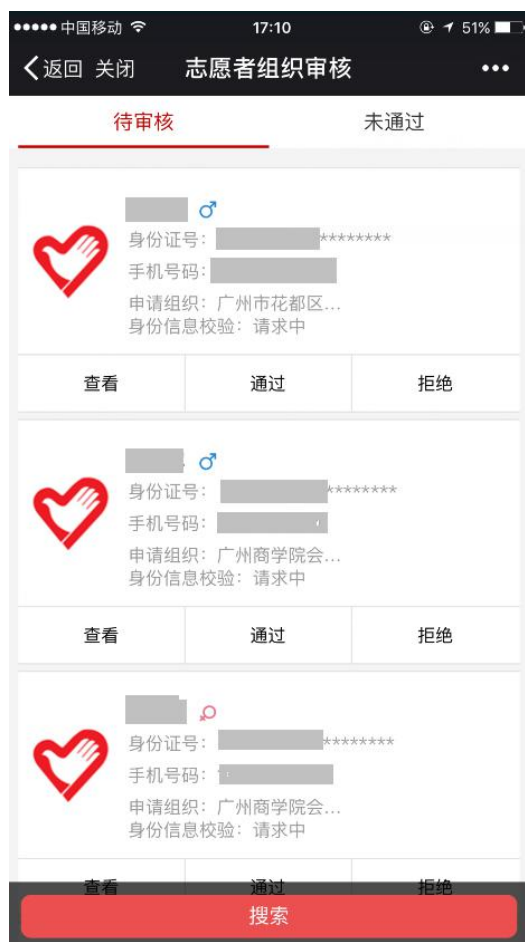 中国移动 17:10 51%
返回 关闭 志愿者组织审核
待审核 未通过
身份证号: ********
手机号码:
申请组织: 广州市花都区...
身份信息校验: 请求中
查看 通过 拒绝
身份证号: ********
手机号码:
申请组织: 广州商学院会...
身份信息校验: 请求中
查看 通过 拒绝
身份证号: ********
手机号码:
申请组织: 广州商学院会...
身份信息校验: 请求中
查看 通过 拒绝
搜索